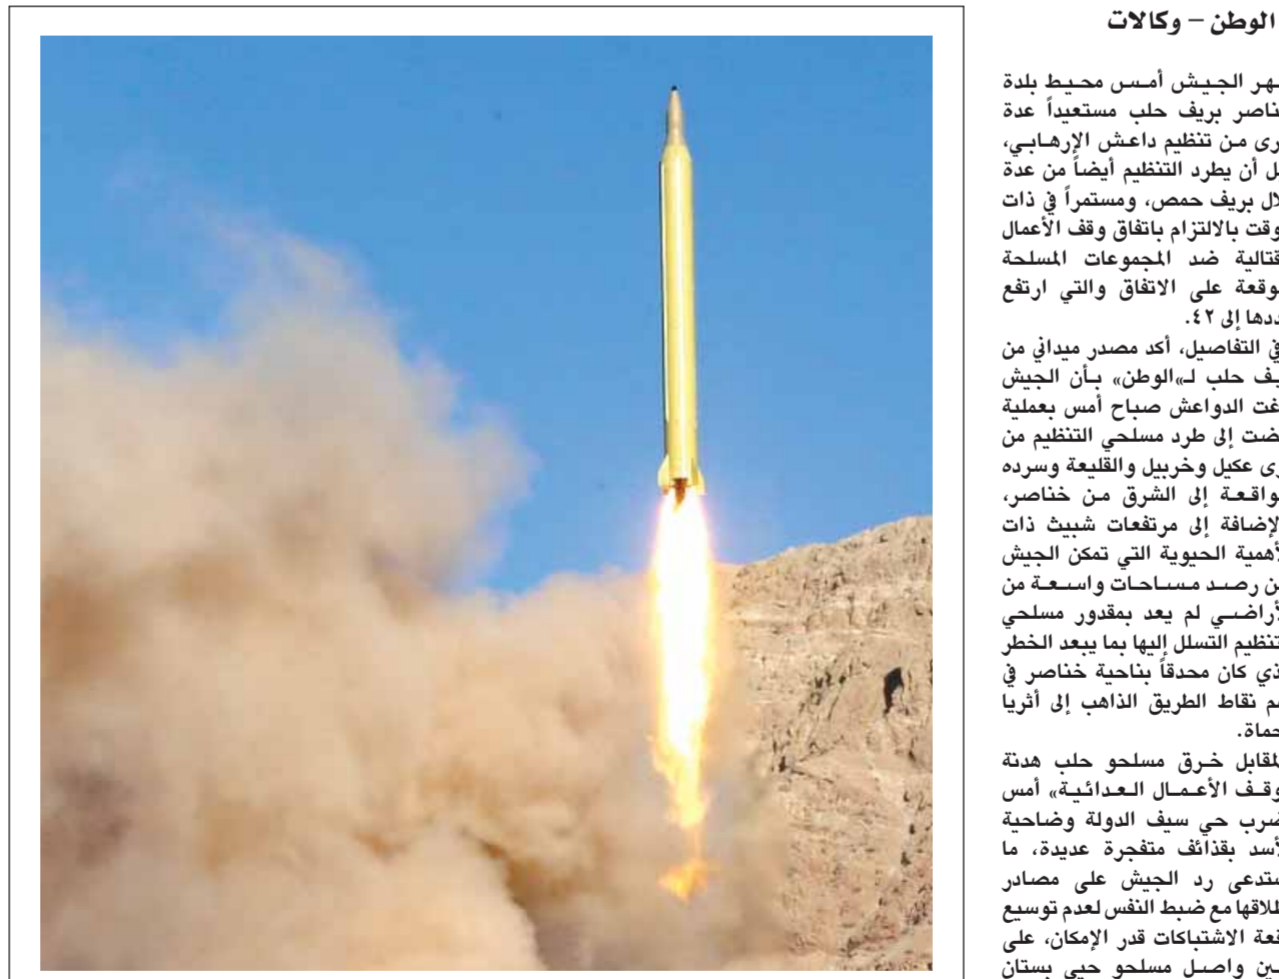 الوطن – وكالات
ـهر الجيش أمس محيط بلدة
ناصر بريف حلب مستعيداً عدة
رى من تنظيم داعش الإرهابي،
ـل أن يطرد التنظيم أيضاً من عدة
لال بريف حمص، ومستمراً في ذات
وقت بالالتزام باتفاق وقف الأعمال
قتالية ضد المجموعات المسلحة
وقعة على الاتفاق والتي ارتفع
ددها إلى ٤٢.
في التفاصيل، أكد مصدر ميداني من
يف حلب لـ»الوطن» بأن الجيش
غت الدواعش صباح أمس بعملية
ضت إلى طرد مسلحي التنظيم من
رى عكيل وخربيل والقليعة وسرده
واقعة إلى الشرق من خناصر،
لإضافة إلى مرتفعات شبيث ذات
أهمية الحيوية التي تمكن الجيش
ن رصد مساحات واسعة من
أراضي لم يعد بمقدور مسلحي
تنظيم التسلل إليها بما يبعد الخطر
ذي كان محدقاً بناحية خناصر في
م نقاط الطريق الذاهب إلى أثريا
حماة.
لمقابل خرق مسلحو حلب هدنة
وقف الأعمال العدائية» أمس
ضرب حي سيف الدولة وضاحية
أسد بقذائف متفجرة عديدة، ما
ستدعى رد الجيش على مصادر
طلاقها مع ضبط النفس لعدم توسيع
قعة الاشتباكات قدر الإمكان، على
ين واصل مسلحو حيي بستان